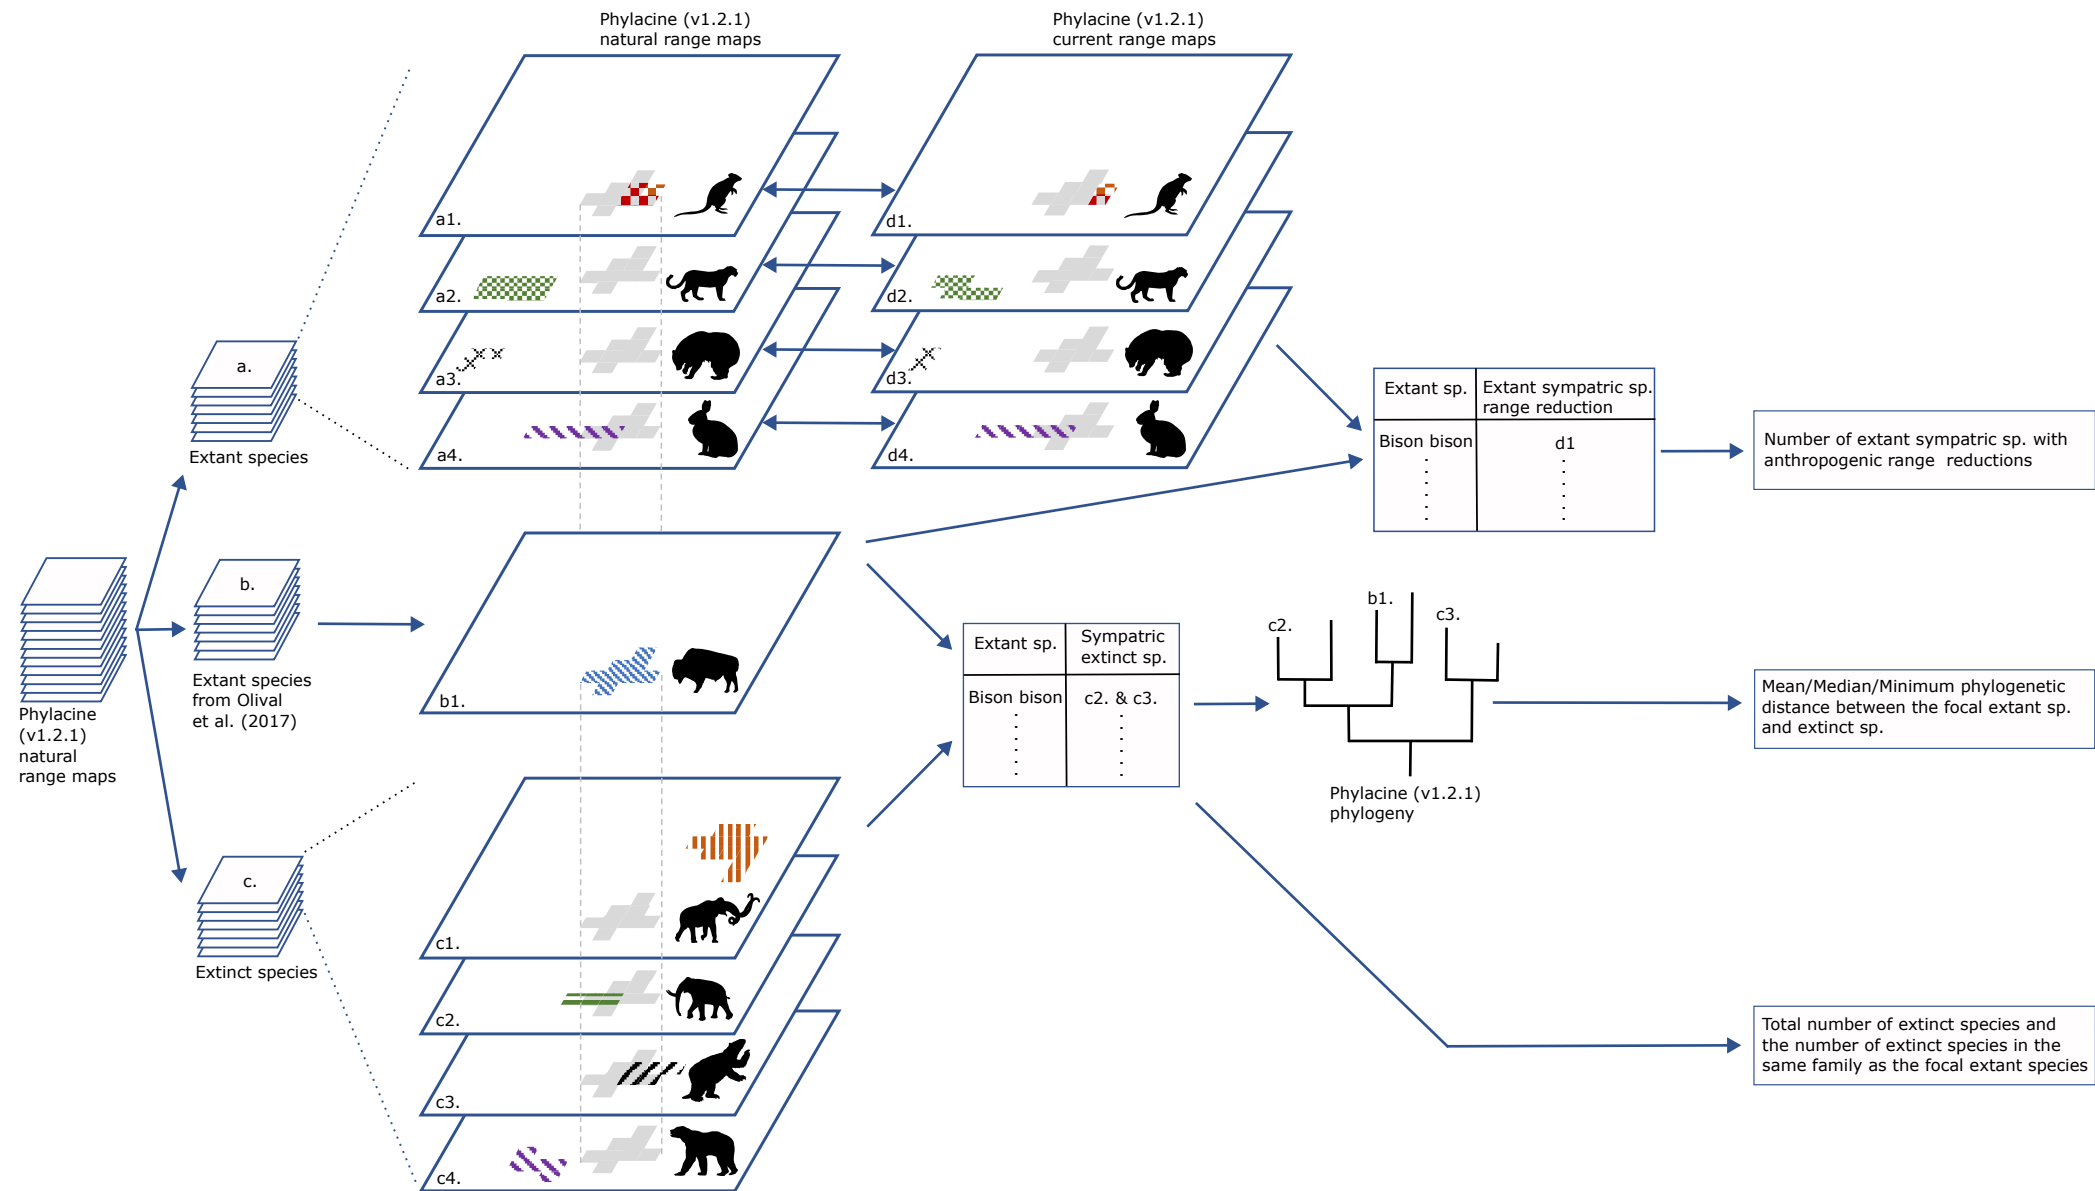 Phylacine (v1.2.1)
natural range maps
Phylacine (v1.2.1)
current range maps
a1.
a2.
a3.
a4.
d1.
d2.
d3.
d4.
a.
Extant species
Extant sp.
Extant sympatric sp.
range reduction
Bison bison
d1
Number of extant sympatric sp. with
anthropogenic range reductions
Phylacine
(v1.2.1)
natural
range maps
b.
Extant species
from Olival
et al. (2017)
b1.
Extant sp.
Sympatric
extinct sp.
Bison bison
c2. & c3.
c2.
b1.
c3.
Phylacine (v1.2.1)
phylogeny
Mean/Median/Minimum phylogenetic
distance between the focal extant sp.
and extinct sp.
c.
Extinct species
c1.
c2.
c3.
c4.
Total number of extinct species and
the number of extinct species in the
same family as the focal extant species